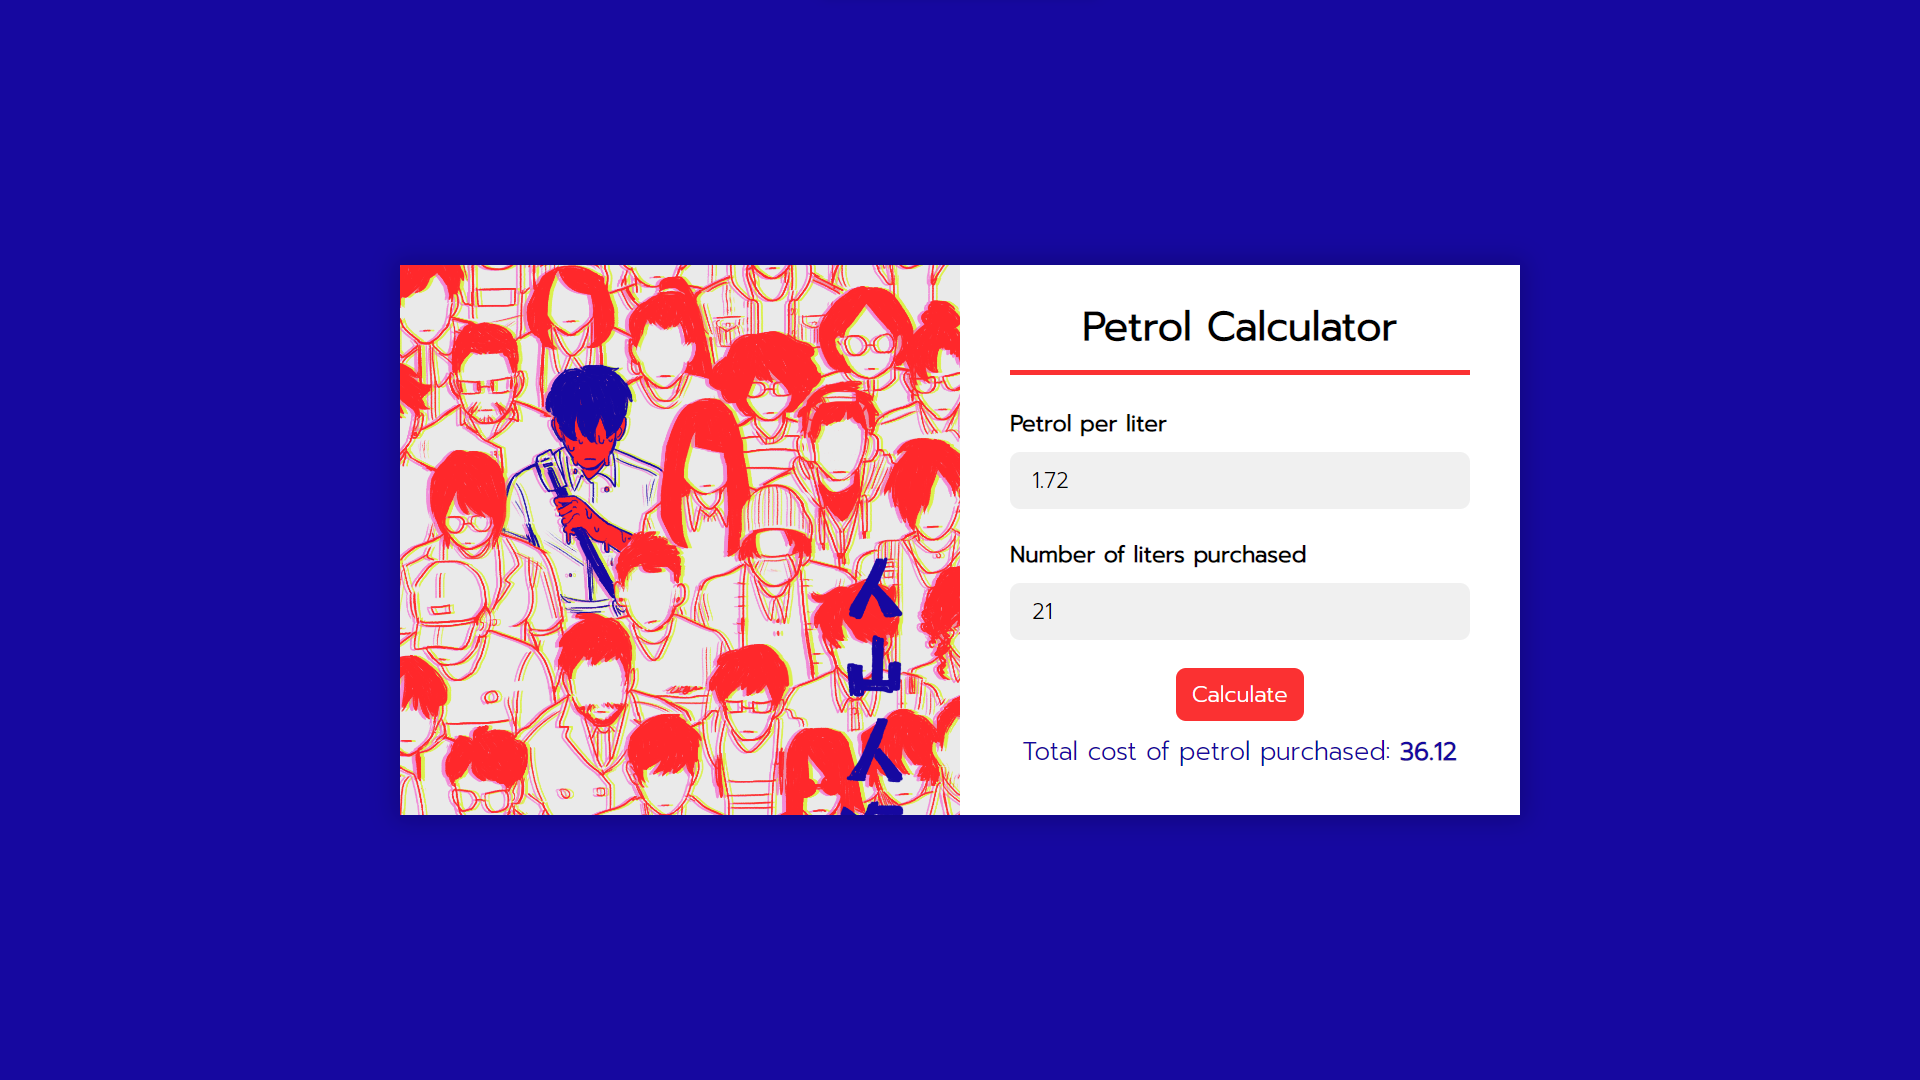 人
山
人
Petrol Calculator
Petrol per liter
1.72
Number of liters purchased
21
Calculate
Total cost of petrol purchased: 36.12